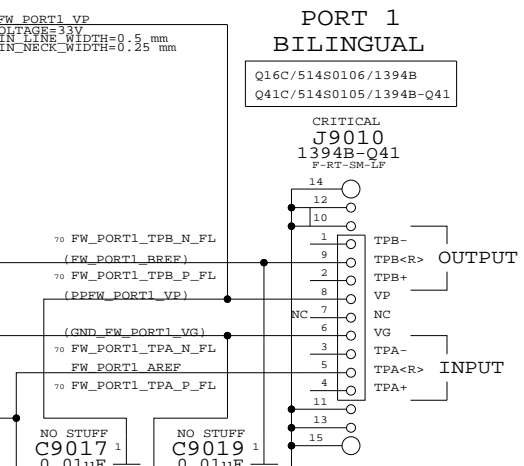 FW_PORT1_VP
VOLTAGE=33V
MIN_LINE_WIDTH=0.5 mm
MIN_NECK_WIDTH=0.25 mm
PORT 1
BILINGUAL
Q16C/514S0106/1394B
Q41C/514S0105/1394B-Q41
CRITICAL
J9010
1394B-Q41
F-RT-SM-LF
14
12
10
70 FW_PORT1_TPB_N_FL 1 TPB-
(FW_PORT1_BREF) 9 TPB<R> OUTPUT
70 FW_PORT1_TPB_P_FL 2 TPB+
(PPFW_PORT1_VP) 8 VP
NC 7 NC
(GND_FW_PORT1_VG) 6 VG
70 FW_PORT1_TPA_N_FL 3 TPA-
FW_PORT1_AREF 5 TPA<R> INPUT
70 FW_PORT1_TPA_P_FL 4 TPA+
11
13
15
NO STUFF
C9017 1
0.01uF
NO STUFF
C9019 1
0.01uF